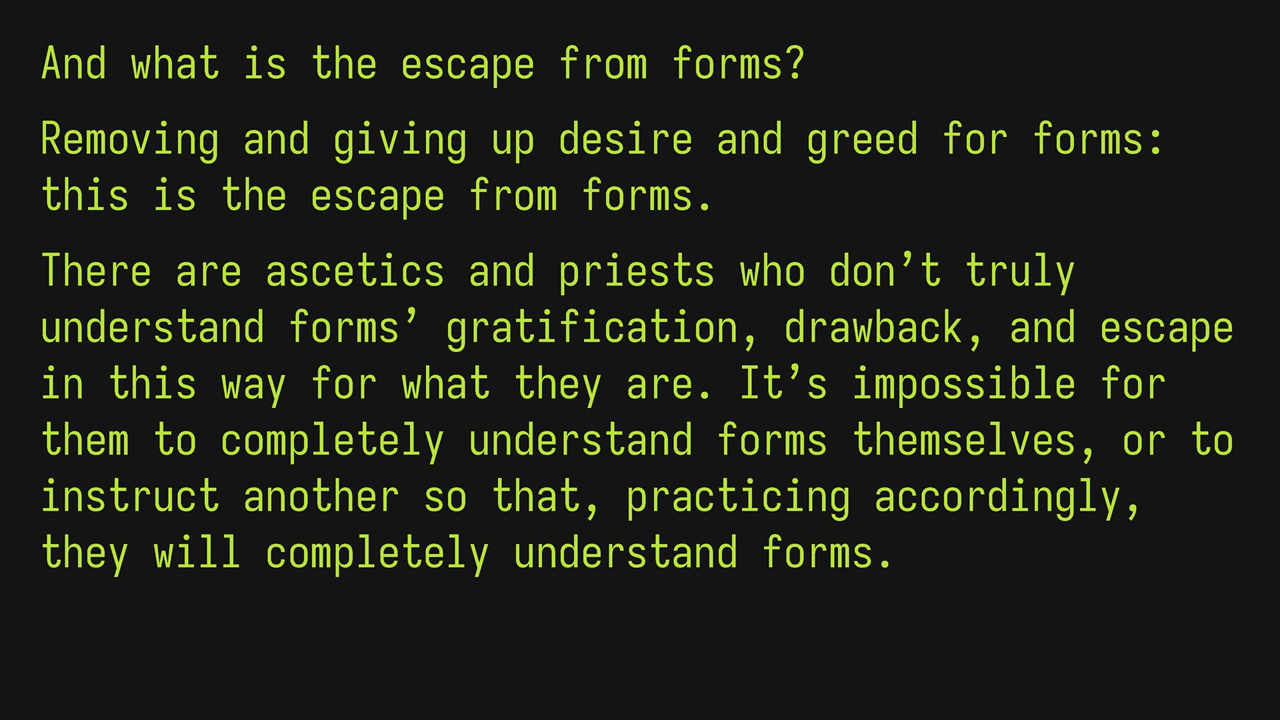 And what is the escape from forms?
Removing and giving up desire and greed for forms:
this is the escape from forms.
There are ascetics and priests who don’t truly
understand forms’ gratification, drawback, and escape
in this way for what they are. It’s impossible for
them to completely understand forms themselves, or to
instruct another so that, practicing accordingly,
they will completely understand forms.